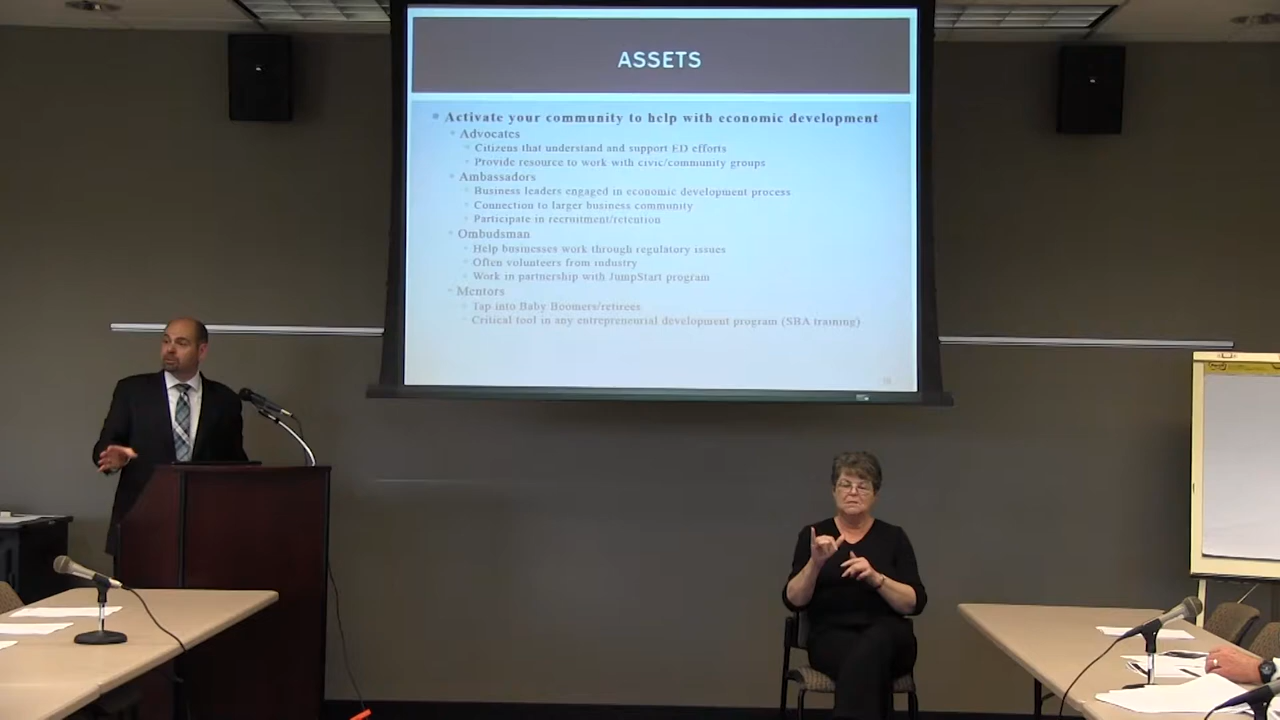 ASSETS
Activate your community to help with economic development
Advocates
Citizens that understand and support ED efforts
Provide resource to work with civic/community groups
Ambassadors
Business leaders engaged in economic development process
Connection to larger business community
Participate in recruitment/retention
Ombudsman
Help businesses work through regulatory issues
Often volunteers from industry
Work in partnership with JumpStart program
Mentors
Tap into Baby Boomers/retirees
Critical tool in any entrepreneurial development program (SBA training)